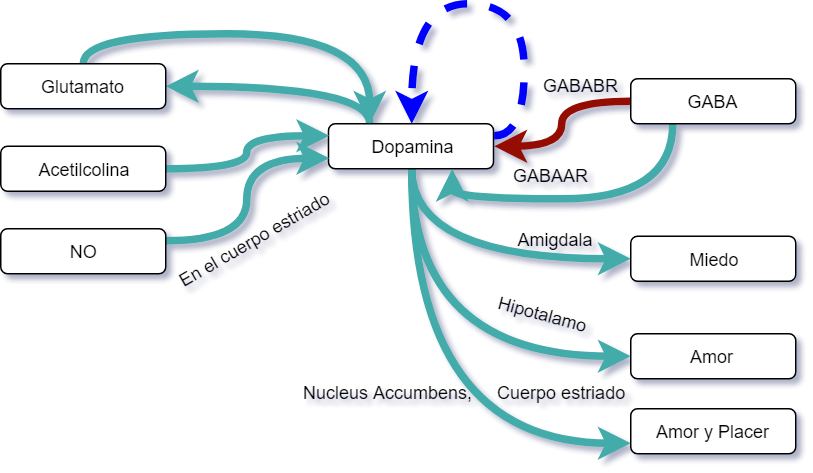 Glutamato
Acetilcolina
NO
En el cuerpo estriado
Dopamina
GABABR
GABA
GABAAR
Amigdala
Miedo
Hipotalamo
Amor
Nucleus Accumbens, Cuerpo estriado
Amor y Placer